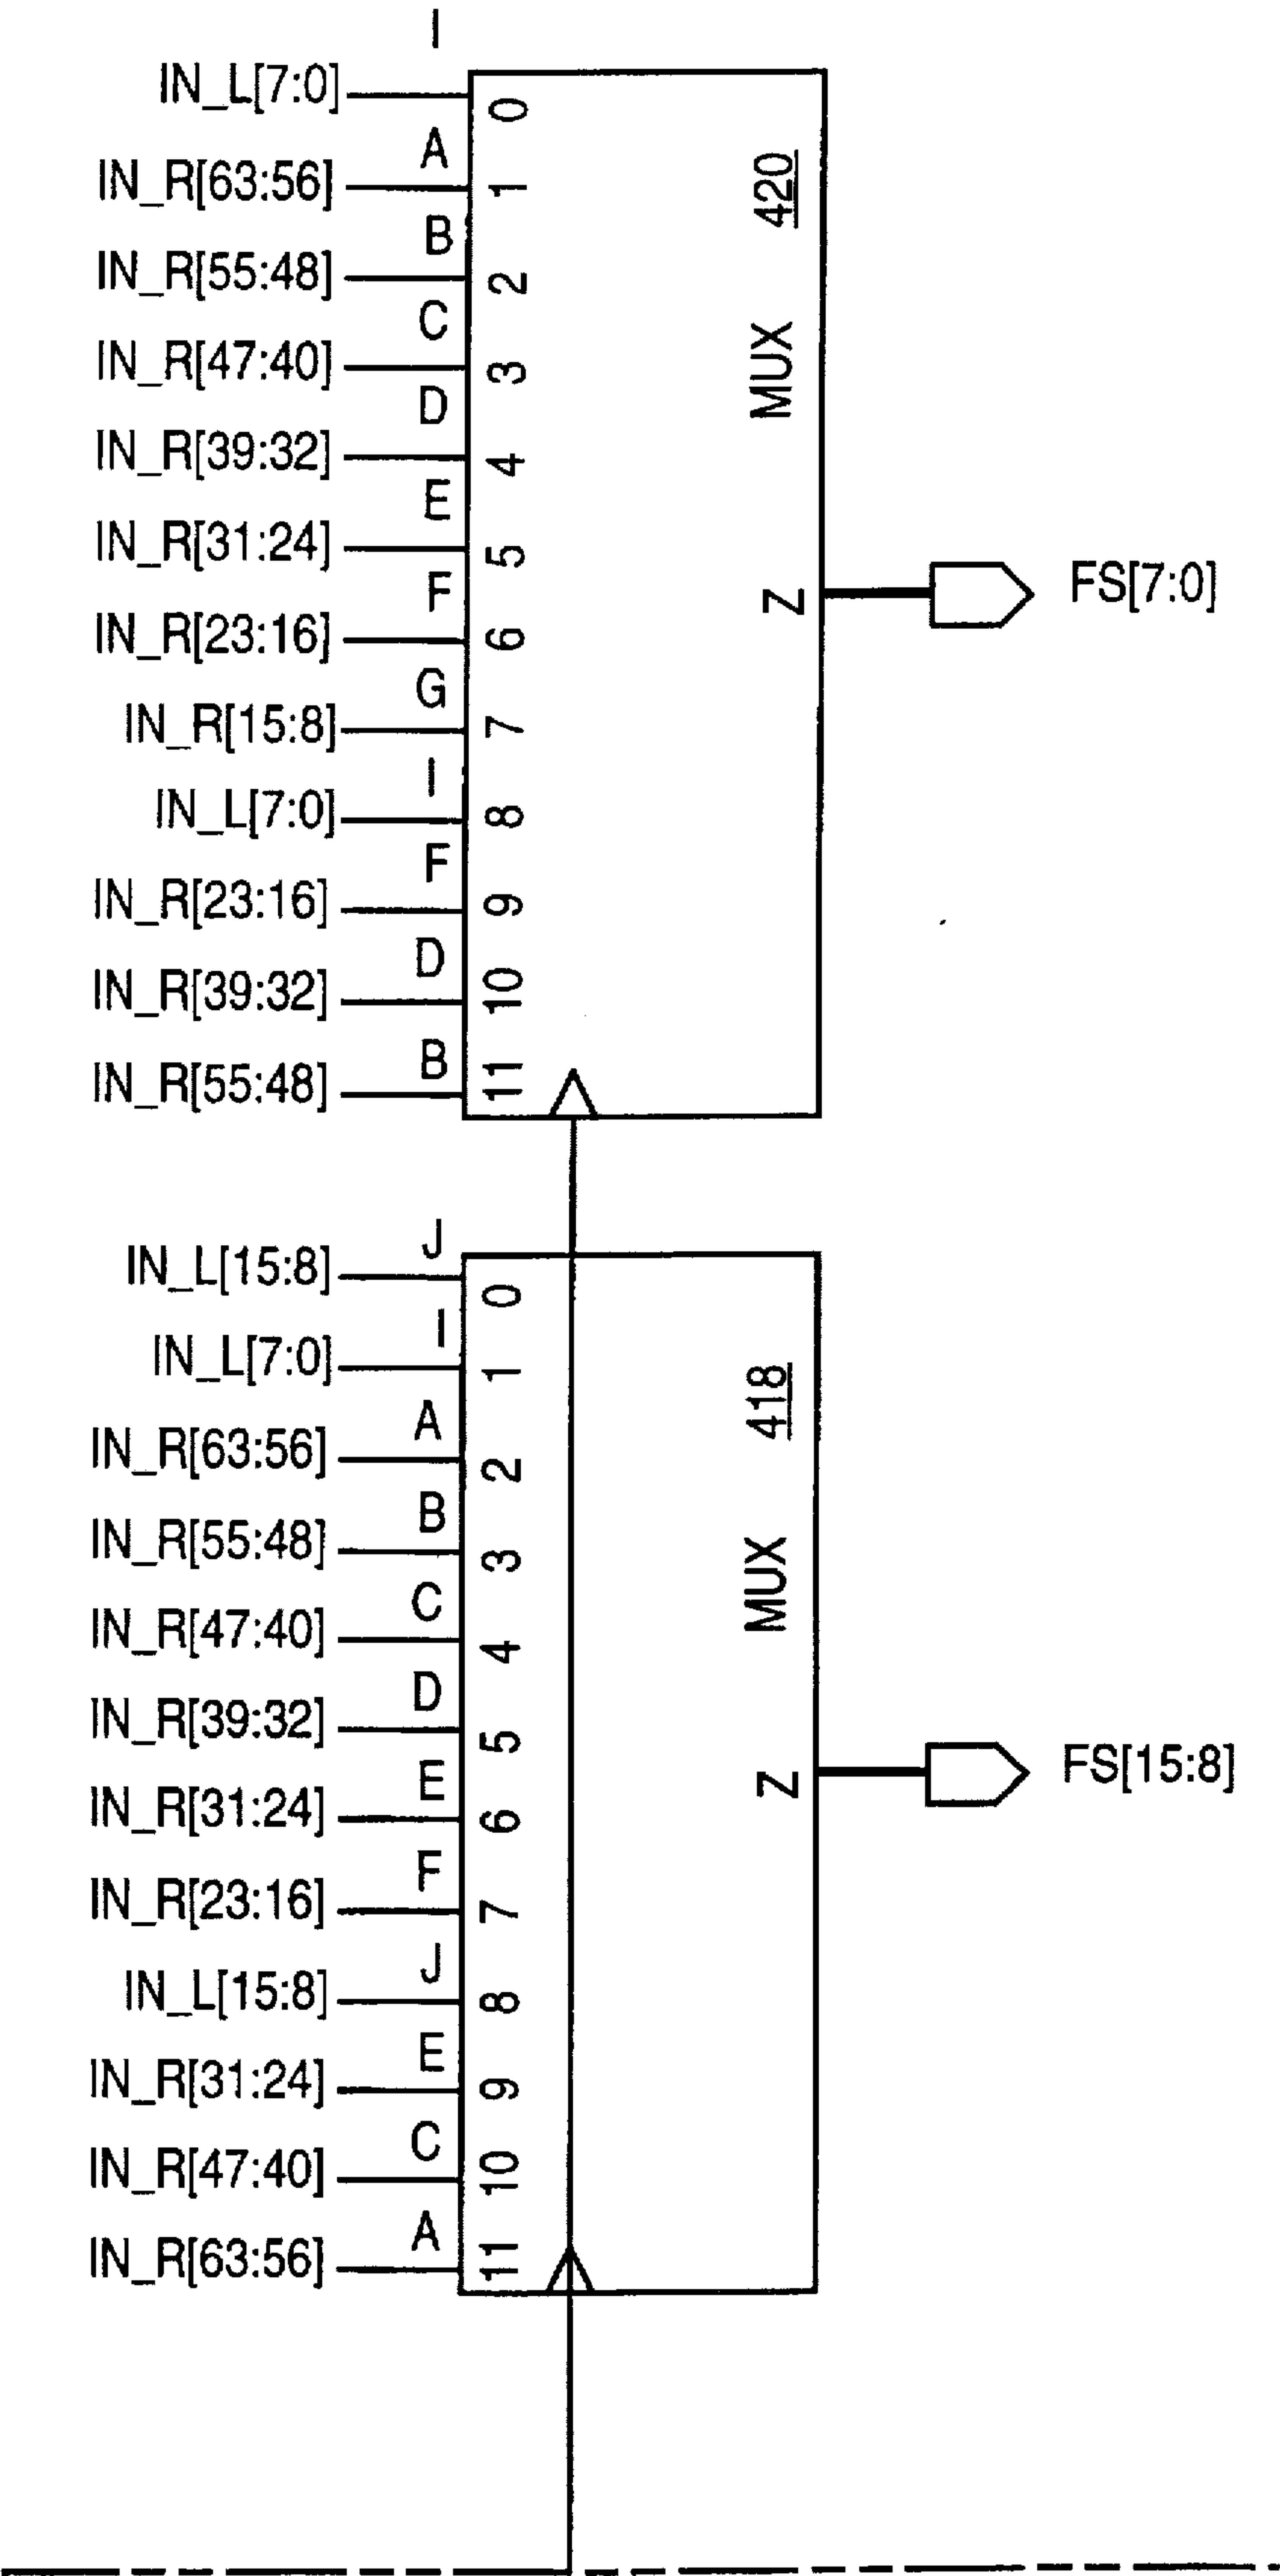 I
IN_L[7:0] 0
A
IN_R[63:56] 1
B
IN_R[55:48] 2
C
IN_R[47:40] 3
D
IN_R[39:32] 4
E
IN_R[31:24] 5
F
IN_R[23:16] 6
G
IN_R[15:8] 7
I
IN_L[7:0] 8
F
IN_R[23:16] 9
D
IN_R[39:32] 10
B
IN_R[55:48] 11
MUX 420
Z
FS[7:0]
J
IN_L[15:8] 0
I
IN_L[7:0] 1
A
IN_R[63:56] 2
B
IN_R[55:48] 3
C
IN_R[47:40] 4
D
IN_R[39:32] 5
E
IN_R[31:24] 6
F
IN_R[23:16] 7
J
IN_L[15:8] 8
E
IN_R[31:24] 9
C
IN_R[47:40] 10
A
IN_R[63:56] 11
MUX 418
Z
FS[15:8]